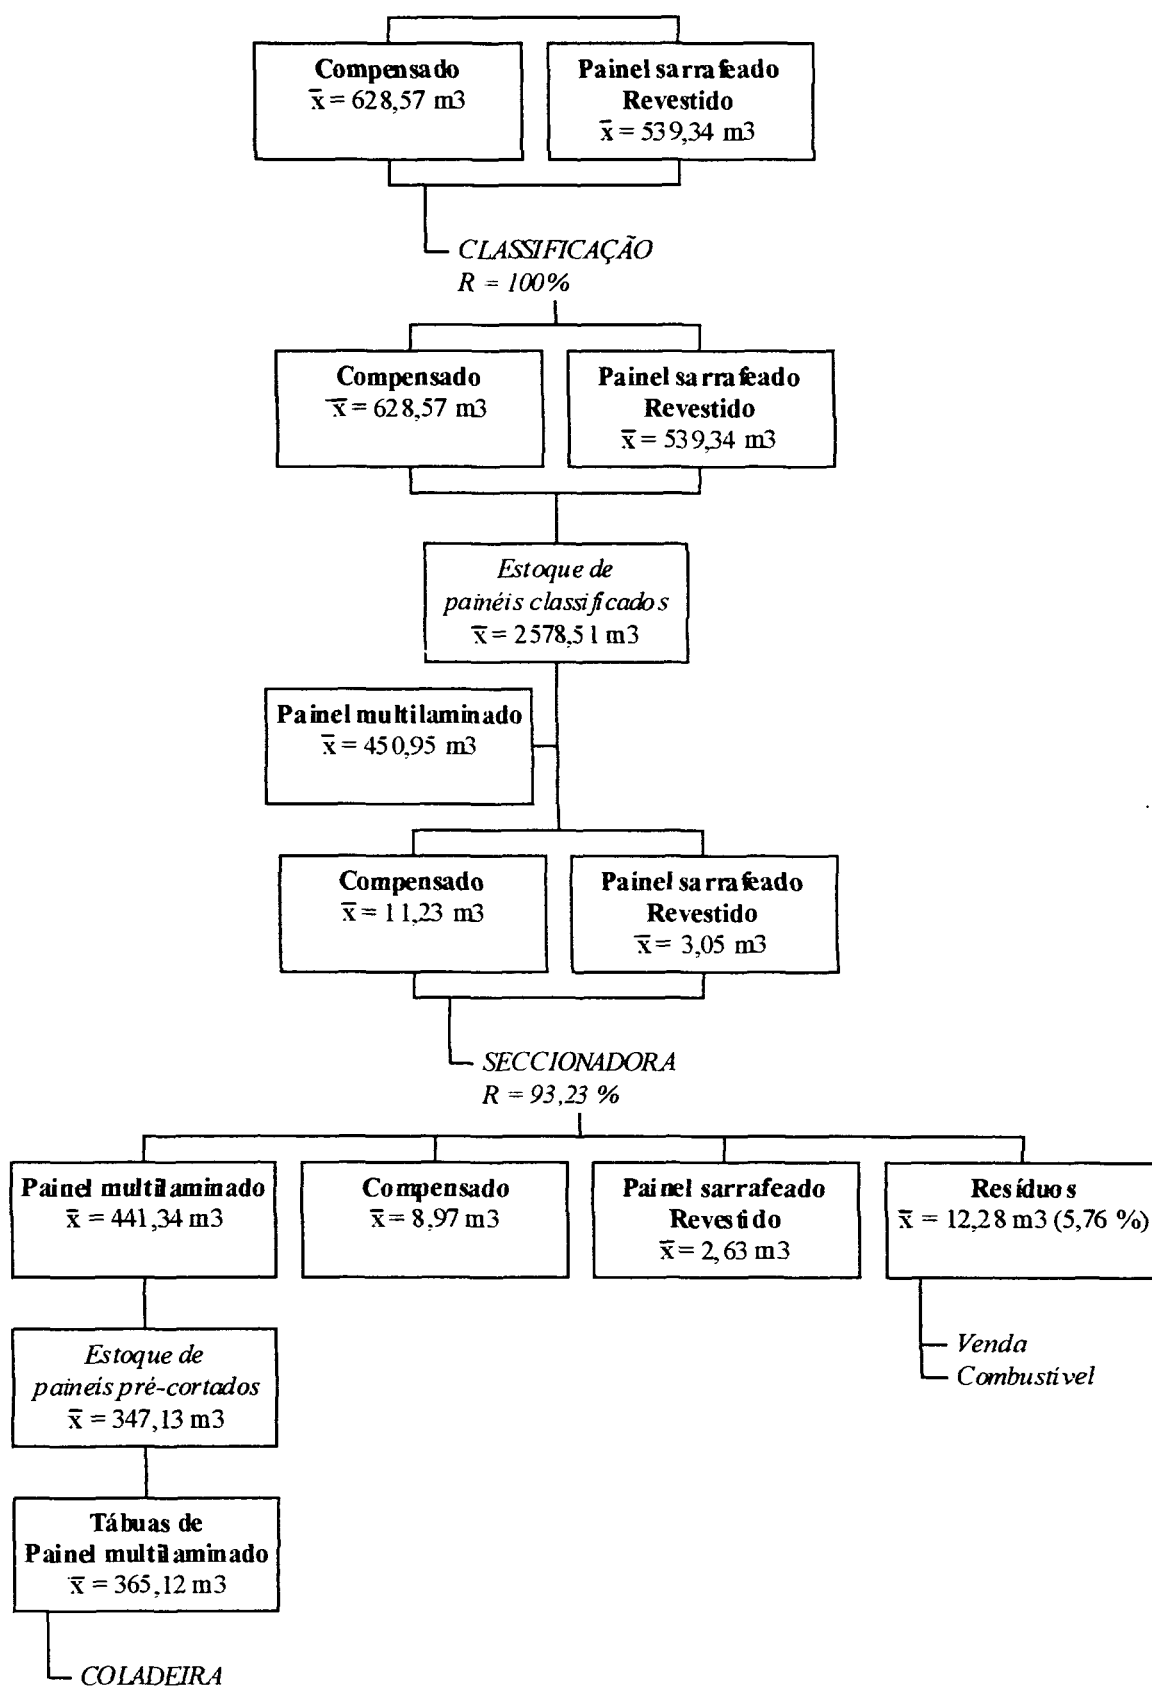 Compensado
x̄ = 628,57 m3
Painel sarrafeado
Revestido
x̄ = 539,34 m3
CLASSIFICAÇÃO
R = 100%
Compensado
x̄ = 628,57 m3
Painel sarrafeado
Revestido
x̄ = 539,34 m3
Estoque de
painéis classificados
x̄ = 2578,51 m3
Painel multilaminado
x̄ = 450,95 m3
Compensado
x̄ = 11,23 m3
Painel sarrafeado
Revestido
x̄ = 3,05 m3
SECCIONADORA
R = 93,23 %
Painel multilaminado
x̄ = 441,34 m3
Compensado
x̄ = 8,97 m3
Painel sarrafeado
Revestido
x̄ = 2,63 m3
Resíduos
x̄ = 12,28 m3 (5,76 %)
Venda
Combustível
Estoque de
paineís pré-cortados
x̄ = 347,13 m3
Tábuas de
Painel multilaminado
x̄ = 365,12 m3
COLADEIRA